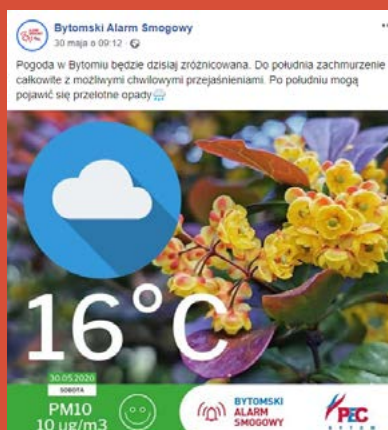 Bytomski Alarm Smogowy
30 maja o 09:12
Pogoda w Bytomiu będzie dzisiaj zróżnicowana. Do południa zachmurzenie
całkowite z możliwymi chwilowymi przejaśnieniami. Po południu mogą
pojawić się przelotne opady
16°C
30.05.2020
SOBOTA
PM10
10 ug/m3
BYTOMSKI
ALARM
SMOGOWY
PEC
BYTOM